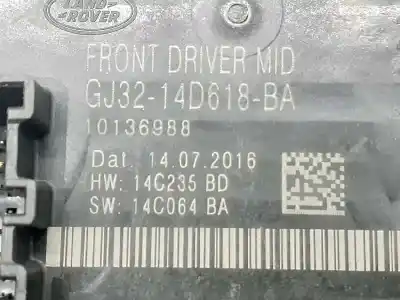 LAND-
ROVER
FRONT DRIVER MID
GJ32-14D618-BA
10136988
Dat. 14.07.2016
HW: 14C235 BD
SW: 14C064 BA